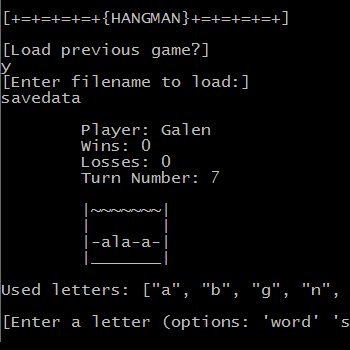 [+=+=+=+=+{HANGMAN}+=+=+=+=+]
[Load previous game?]
y
[Enter filename to load:]
savedata
Player: Galen
Wins: 0
Losses: 0
Turn Number: 7
|~~~~~~~|
|       |
|-ala-a-|
|_______|
Used letters: ["a", "b", "g", "n",
[Enter a letter (options: 'word' 's